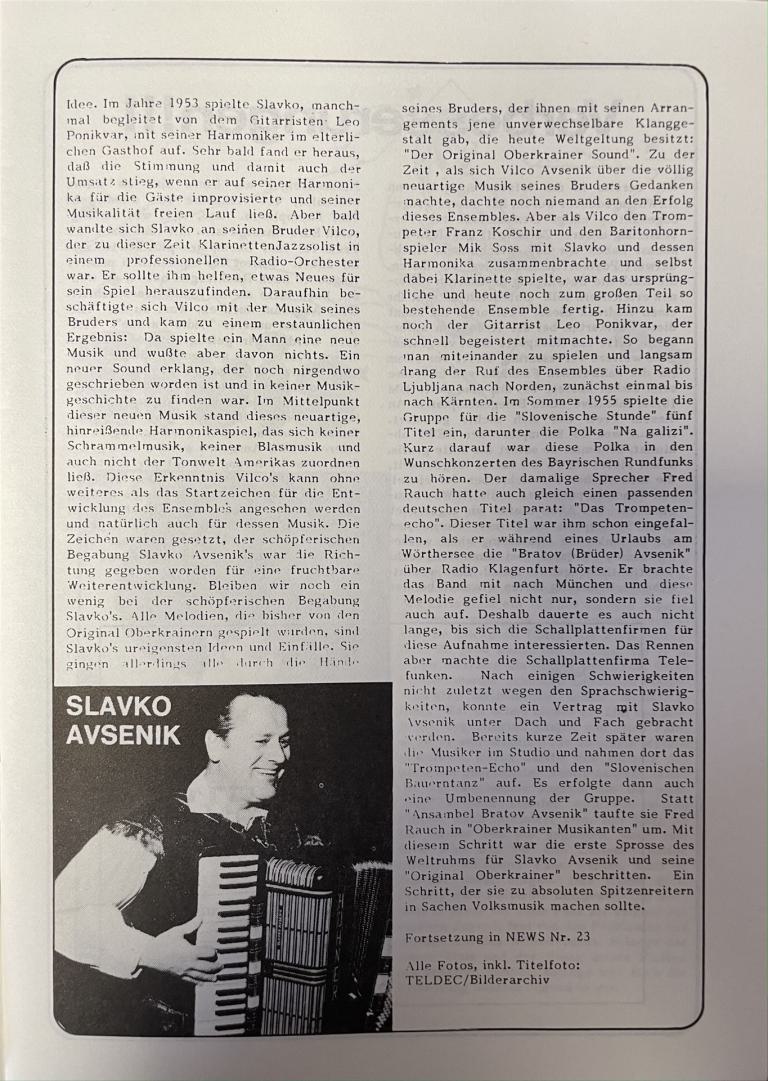 Idee. Im Jahre 1953 spielte Slavko, manch-
mal begleitet von dem Gitarristen Leo
Ponikvar, mit seiner Harmoniker im elterli-
chen Gasthof auf. Sehr bald fand er heraus,
daß die Stimmung und damit auch der
Umsatz stieg, wenn er auf seiner Harmoni-
ka für die Gäste improvisierte und seiner
Musikalität freien Lauf ließ. Aber bald
wandte sich Slavko an seinen Bruder Vilco,
der zu dieser Zeit KlarinettenJazzsolist in
einem professionellen Radio-Orchester
war. Er sollte ihm helfen, etwas Neues für
sein Spiel herauszufinden. Daraufhin be-
schäftigte sich Vilco mit der Musik seines
Bruders und kam zu einem erstaunlichen
Ergebnis: Da spielte ein Mann eine neue
Musik und wußte aber davon nichts. Ein
neuer Sound erklang, der noch nirgendwo
geschrieben worden ist und in keiner Musik-
geschichte zu finden war. Im Mittelpunkt
dieser neuen Musik stand dieses neuartige,
hinreißende Harmonikaspiel, das sich keiner
Schrammelmusik, keiner Blasmusik und
auch nicht der Tonwelt Amerikas zuordnen
ließ. Diese Erkenntnis Vilco's kann ohne
weiteres als das Startzeichen für die Ent-
wicklung des Ensembles angesehen werden
und natürlich auch für dessen Musik. Die
Zeichen waren gesetzt, der schöpferischen
Begabung Slavko Avsenik's war die Rich-
tung gegeben worden für eine fruchtbare
Weiterentwicklung. Bleiben wir noch ein
wenig bei der schöpferischen Begabung
Slavko's. Alle Melodien, die bisher von den
Original Oberkrainern gespielt wurden, sind
Slavko's ureigensten Ideen und Einfälle. Sie
gingen allerdings alle durch die Hände
SLAVKO
AVSENIK
seines Bruders, der ihnen mit seinen Arran-
gements jene unverwechselbare Klangge-
stalt gab, die heute Weltgeltung besitzt:
"Der Original Oberkrainer Sound". Zu der
Zeit , als sich Vilco Avsenik über die völlig
neuartige Musik seines Bruders Gedanken
machte, dachte noch niemand an den Erfolg
dieses Ensembles. Aber als Vilco den Trom-
peter Franz Koschir und den Baritonhorn-
spieler Mik Soss mit Slavko und dessen
Harmonika zusammenbrachte und selbst
dabei Klarinette spielte, war das ursprüng-
liche und heute noch zum großen Teil so
bestehende Ensemble fertig. Hinzu kam
noch der Gitarrist Leo Ponikvar, der
schnell begeistert mitmachte. So begann
man miteinander zu spielen und langsam
drang der Ruf des Ensembles über Radio
Ljubljana nach Norden, zunächst einmal bis
nach Kärnten. Im Sommer 1955 spielte die
Gruppe für die "Slovenische Stunde" fünf
Titel ein, darunter die Polka "Na galizi".
Kurz darauf war diese Polka in den
Wunschkonzerten des Bayrischen Rundfunks
zu hören. Der damalige Sprecher Fred
Rauch hatte auch gleich einen passenden
deutschen Titel parat: "Das Trompeten-
echo". Dieser Titel war ihm schon eingefal-
len, als er während eines Urlaubs am
Wörthersee die "Bratov (Brüder) Avsenik"
über Radio Klagenfurt hörte. Er brachte
das Band mit nach München und diese
Melodie gefiel nicht nur, sondern sie fiel
auch auf. Deshalb dauerte es auch nicht
lange, bis sich die Schallplattenfirmen für
diese Aufnahme interessierten. Das Rennen
aber machte die Schallplattenfirma Tele-
funken. Nach einigen Schwierigkeiten
nicht zuletzt wegen den Sprachschwierig-
keiten, konnte ein Vertrag mit Slavko
Avsenik unter Dach und Fach gebracht
werden. Bereits kurze Zeit später waren
die Musiker im Studio und nahmen dort das
"Trompeten-Echo" und den "Slovenischen
Bauerntanz" auf. Es erfolgte dann auch
eine Umbenennung der Gruppe. Statt
"Ansambel Bratov Avsenik" taufte sie Fred
Rauch in "Oberkrainer Musikanten" um. Mit
diesem Schritt war die erste Sprosse des
Weltruhms für Slavko Avsenik und seine
"Original Oberkrainer" beschritten. Ein
Schritt, der sie zu absoluten Spitzenreitern
in Sachen Volksmusik machen sollte.
Fortsetzung in NEWS Nr. 23
Alle Fotos, inkl. Titelfoto:
TELDEC/Bilderarchiv